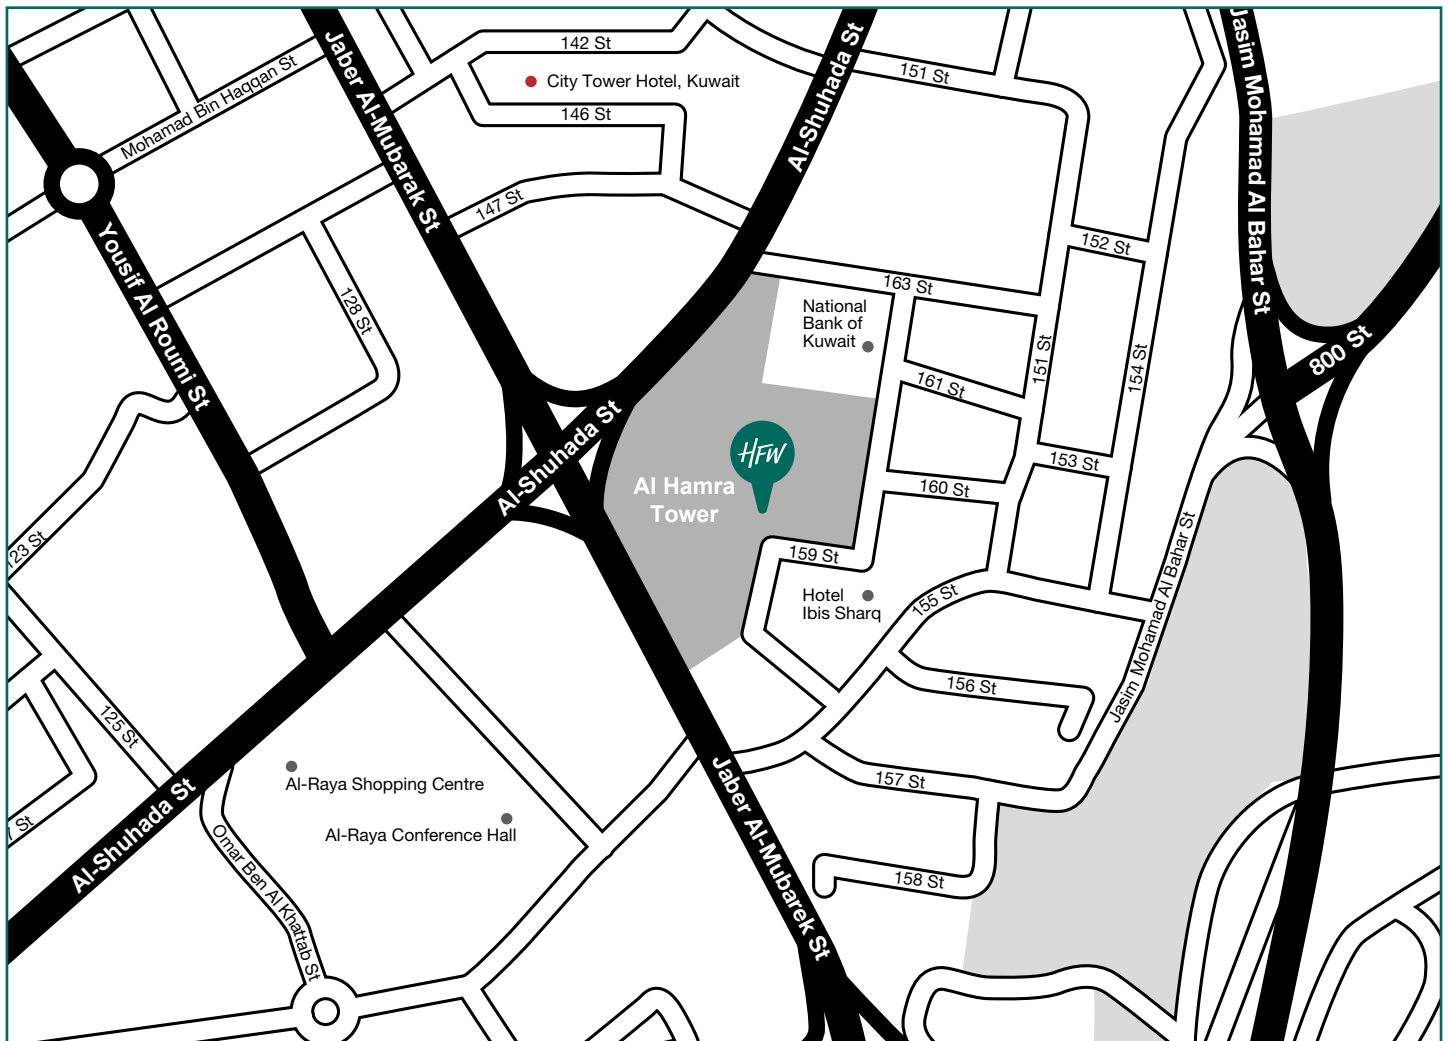 142 St
City Tower Hotel, Kuwait
146 St
151 St
Mohamad Bin Haqqan St
Jaber Al-Mubarak St
Al-Shuhada St
Jasim Mohamad Al Bahar St
147 St
152 St
Yousif Al Roumi St
128 St
163 St
National
Bank of
Kuwait
151 St
154 St
800 St
161 St
Al-Shuhada St
HFW
Al Hamra
Tower
153 St
160 St
123 St
159 St
Hotel
Ibis Sharq
155 St
Jasim Mohamad Al Bahar St
156 St
125 St
Al-Raya Shopping Centre
157 St
Jaber Al-Mubarek St
Al-Raya Conference Hall
7 St
Al-Shuhada St
Omar Ben Al Khattab St
158 St